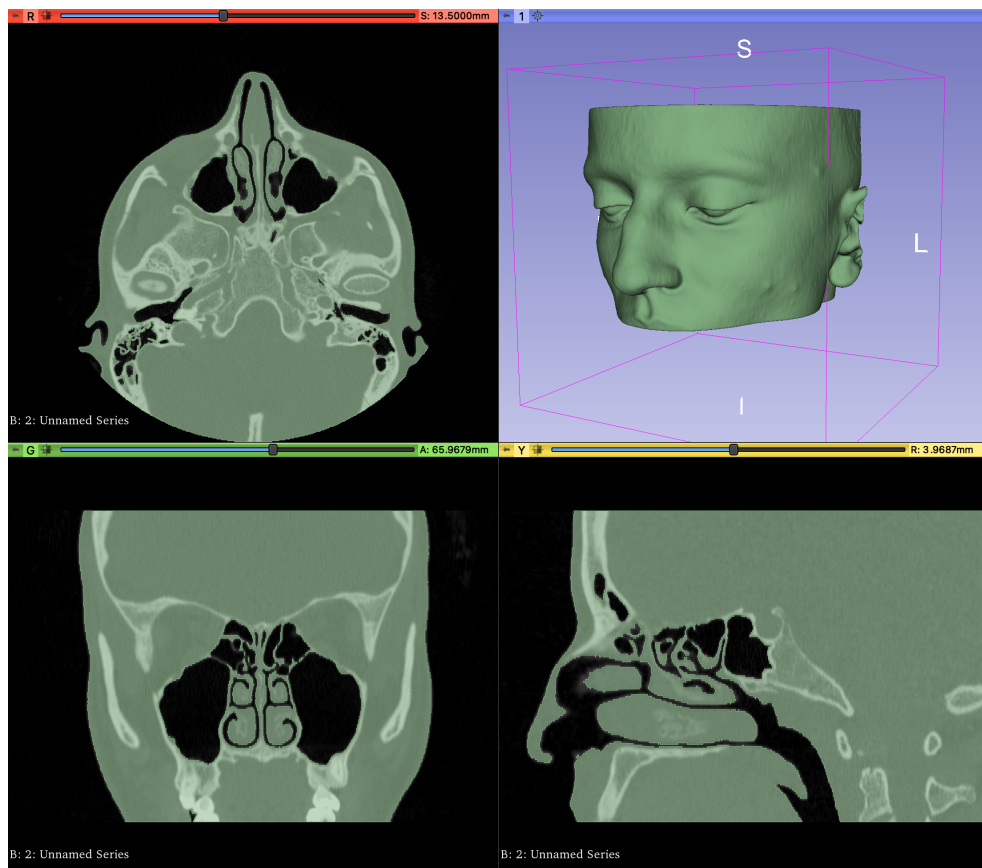 R
S: 13.5000mm
1
S
L
I
B: 2: Unnamed Series
G
A: 65.9679mm
Y
R: 3.9687mm
B: 2: Unnamed Series
B: 2: Unnamed Series